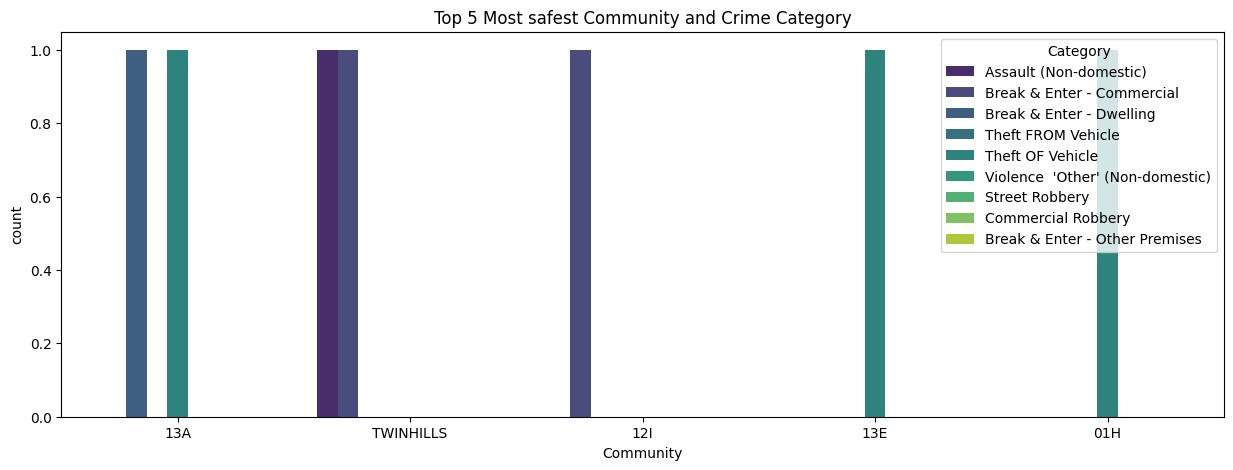 Top 5 Most safest Community and Crime Category
1.0
0.8
0.6
0.4
0.2
0.0
count
Category
Assault (Non-domestic)
Break & Enter - Commercial
Break & Enter - Dwelling
Theft FROM Vehicle
Theft OF Vehicle
Violence  'Other' (Non-domestic)
Street Robbery
Commercial Robbery
Break & Enter - Other Premises
13A
TWINHILLS
12I
13E
01H
Community